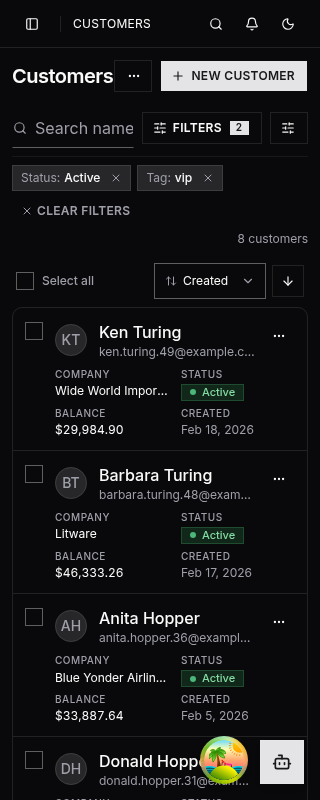 CUSTOMERS
Customers
NEW CUSTOMER
Search name
FILTERS 2
Status: Active
Tag: vip
CLEAR FILTERS
8 customers
Select all
Created
KT
Ken Turing
ken.turing.49@example.c...
COMPANY
STATUS
Wide World Impor...
Active
BALANCE
CREATED
$29,984.90
Feb 18, 2026
BT
Barbara Turing
barbara.turing.48@exam...
COMPANY
STATUS
Litware
Active
BALANCE
CREATED
$46,333.26
Feb 17, 2026
AH
Anita Hopper
anita.hopper.36@exampl...
COMPANY
STATUS
Blue Yonder Airlin...
Active
BALANCE
CREATED
$33,887.64
Feb 5, 2026
DH
Donald Hopp
donald.hopper.31@